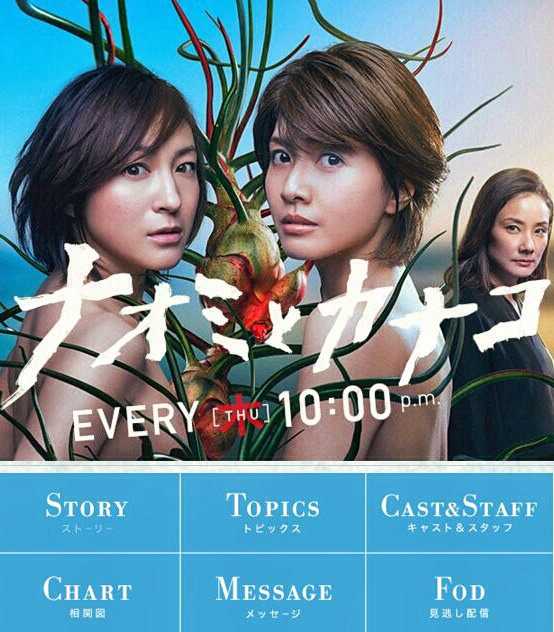 ナオミとカナコ
EVERY 木 [THU] 10:00 p.m.
STORY
ストーリー
TOPICS
トピックス
CAST&STAFF
キャスト&スタッフ
CHART
相関図
MESSAGE
メッセージ
FOD
見逃し配信